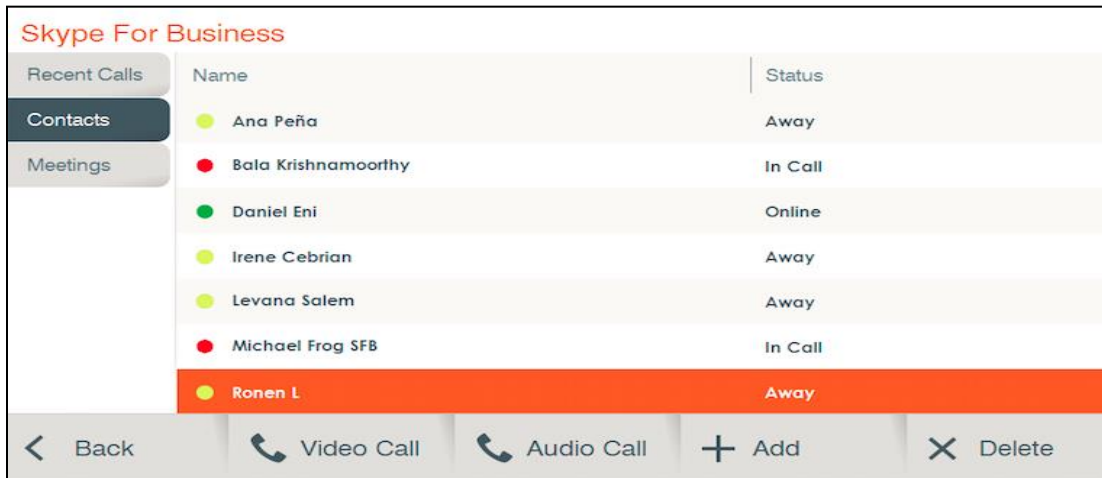 Skype For Business
Recent Calls
Contacts
Meetings
Name Status
Ana Peña Away
Bala Krishnamoorthy In Call
Daniel Eni Online
Irene Cebrian Away
Levana Salem Away
Michael Frog SFB In Call
Ronen L Away
Back Video Call Audio Call Add Delete